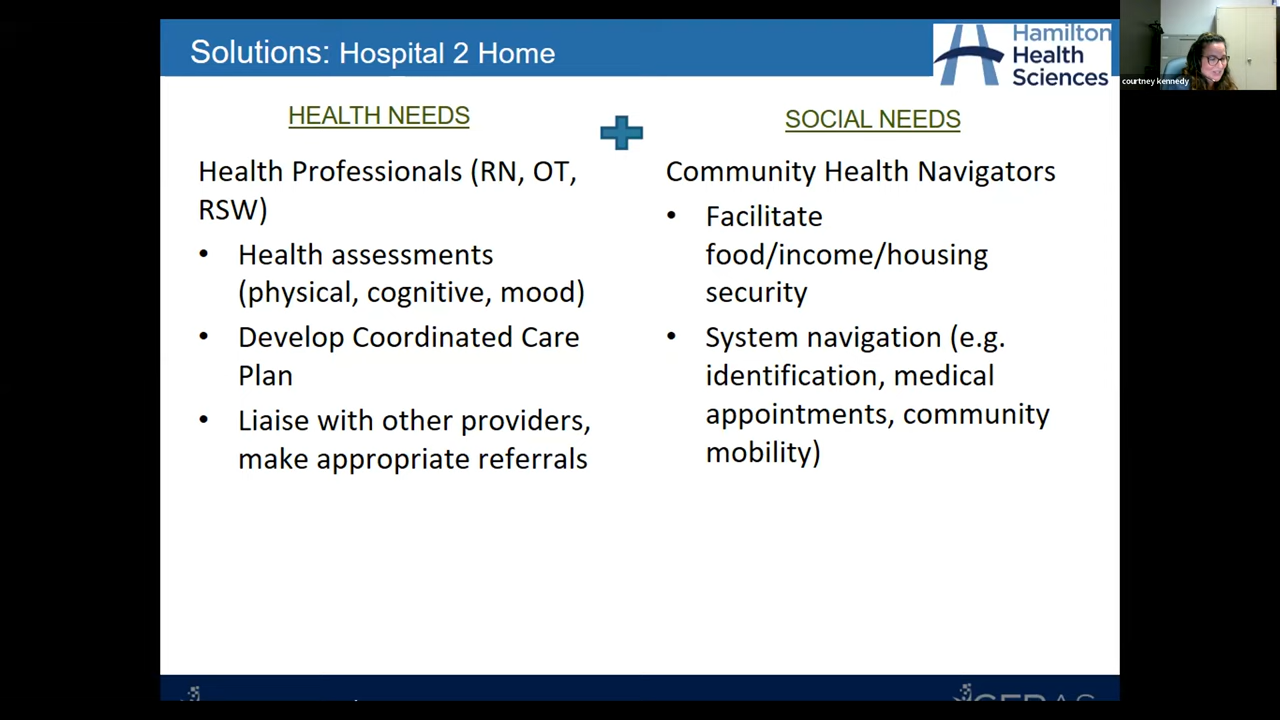 Solutions: Hospital 2 Home
Hamilton
Health
Sciences
courtney kennedy
HEALTH NEEDS
Health Professionals (RN, OT,
RSW)
• Health assessments
(physical, cognitive, mood)
• Develop Coordinated Care
Plan
• Liaise with other providers,
make appropriate referrals
SOCIAL NEEDS
Community Health Navigators
• Facilitate
food/income/housing
security
• System navigation (e.g.
identification, medical
appointments, community
mobility)